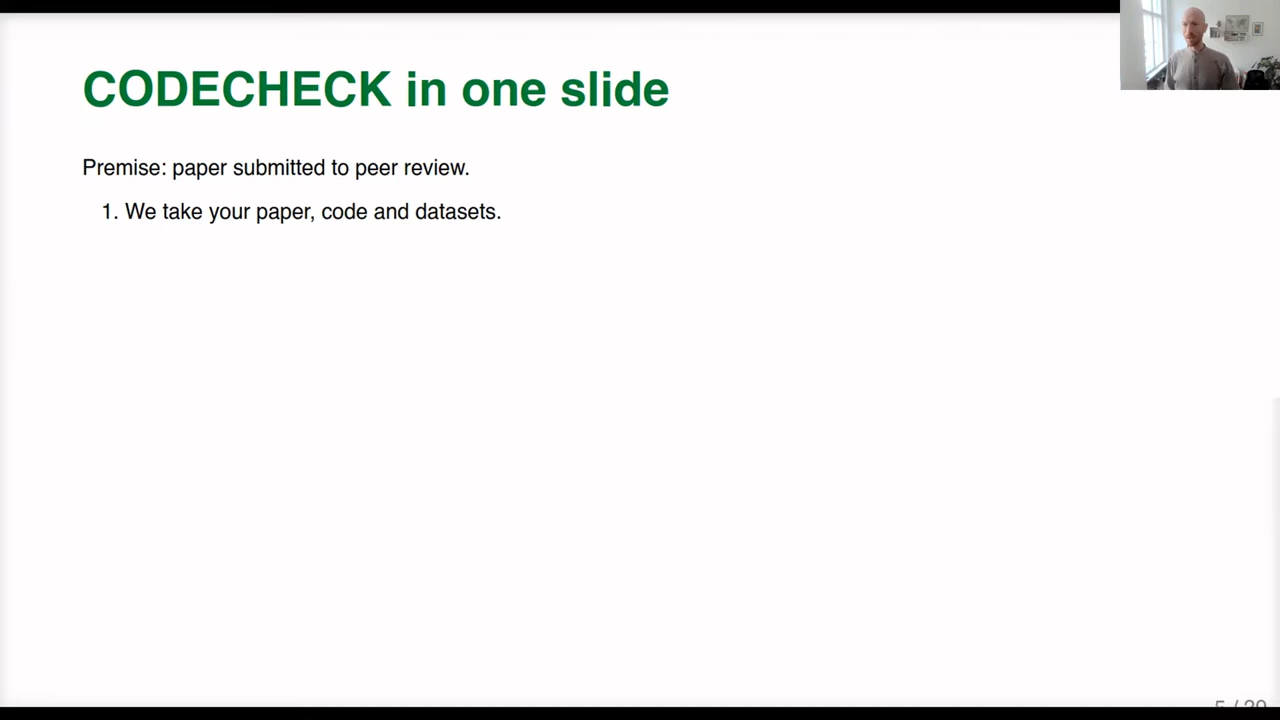 CODECHECK in one slide
Premise: paper submitted to peer review.
1. We take your paper, code and datasets.